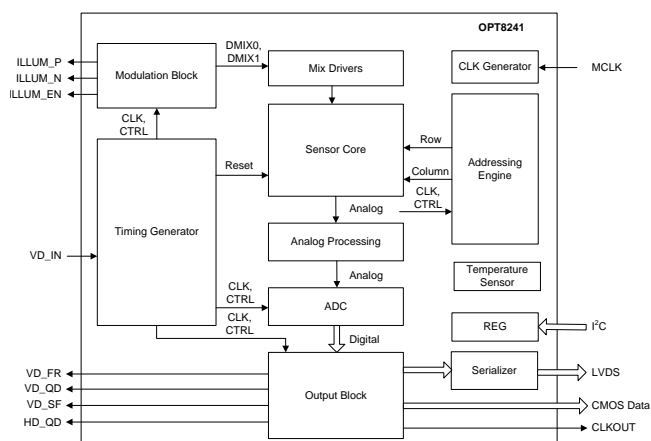 OPT8241
DMIX0,
DMIX1
ILLUM_P
ILLUM_N
ILLUM_EN
Modulation Block
Mix Drivers
CLK Generator
MCLK
CLK,
CTRL
Timing Generator
Reset
Sensor Core
Row
Column
CLK,
CTRL
Addressing
Engine
Analog
Analog Processing
VD_IN
Analog
Temperature
Sensor
CLK,
CTRL
CLK,
CTRL
ADC
REG
I²C
Digital
VD_FR
VD_QD
VD_SF
HD_QD
Output Block
Serializer
LVDS
CMOS Data
CLKOUT